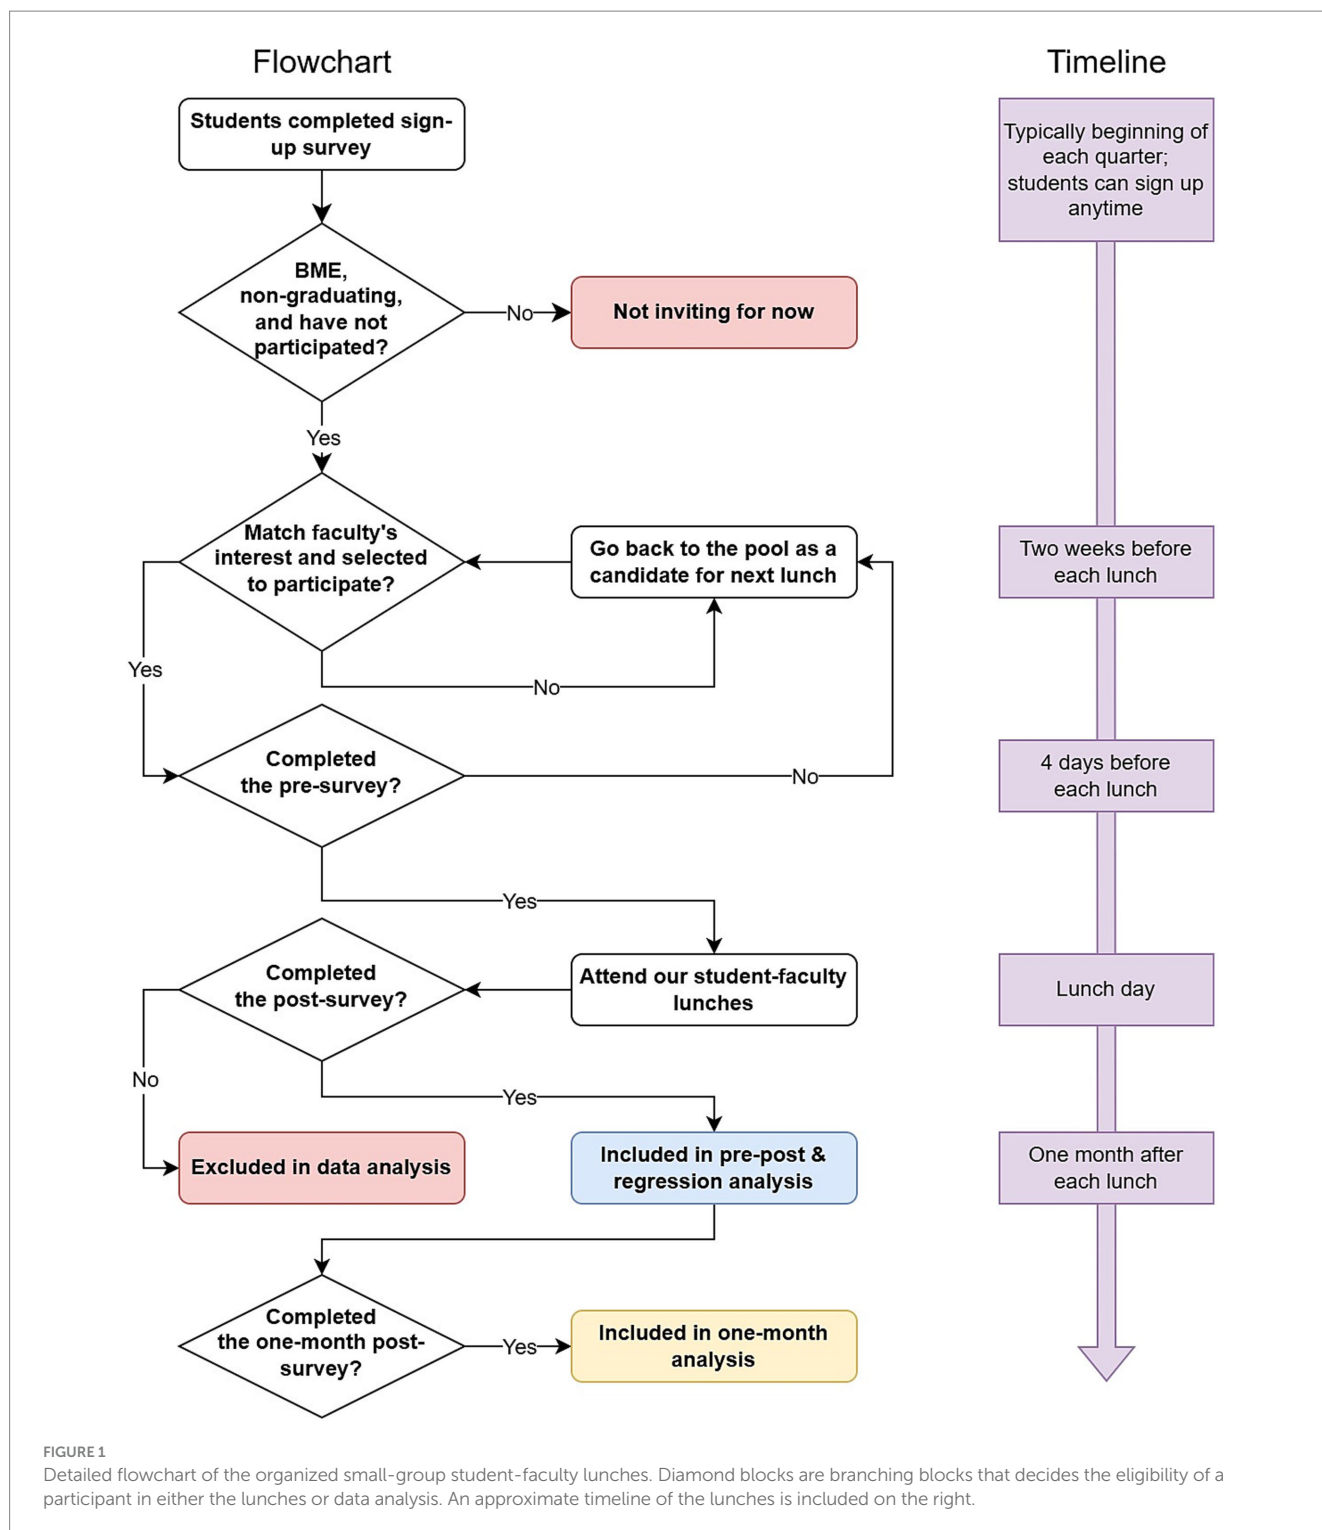 Flowchart
Timeline
Students completed sign-
up survey
Typically beginning of
each quarter;
students can sign up
anytime
BME,
non-graduating,
and have not
participated?
No
Not inviting for now
Yes
Match faculty's
interest and selected
to participate?
Go back to the pool as a
candidate for next lunch
Two weeks before
each lunch
Yes
No
Completed
the pre-survey?
No
4 days before
each lunch
Yes
Completed
the post-survey?
Attend our student-faculty
lunches
Lunch day
No
Yes
Excluded in data analysis
Included in pre-post &
regression analysis
One month after
each lunch
Completed
the one-month post-
survey?
Yes
Included in one-month
analysis
FIGURE 1
Detailed flowchart of the organized small-group student-faculty lunches. Diamond blocks are branching blocks that decides the eligibility of a
participant in either the lunches or data analysis. An approximate timeline of the lunches is included on the right.